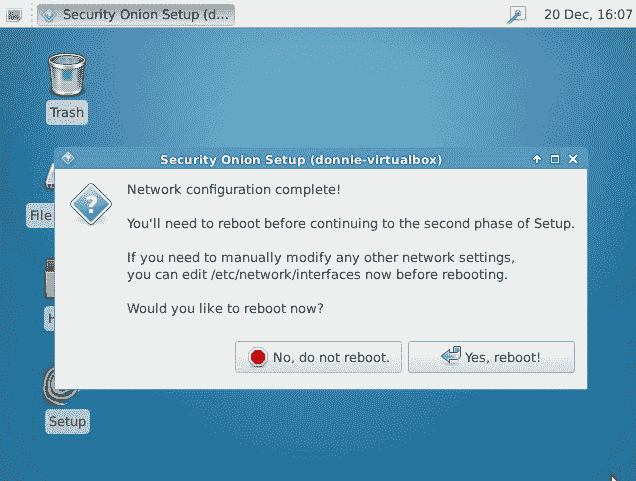 Security Onion Setup (d...
20 Dec, 16:07
Trash
Security Onion Setup (donnie-virtualbox)
Network configuration complete!
You'll need to reboot before continuing to the second phase of Setup.
If you need to manually modify any other network settings,
you can edit /etc/network/interfaces now before rebooting.
Would you like to reboot now?
No, do not reboot.
Yes, reboot!
File
Setup